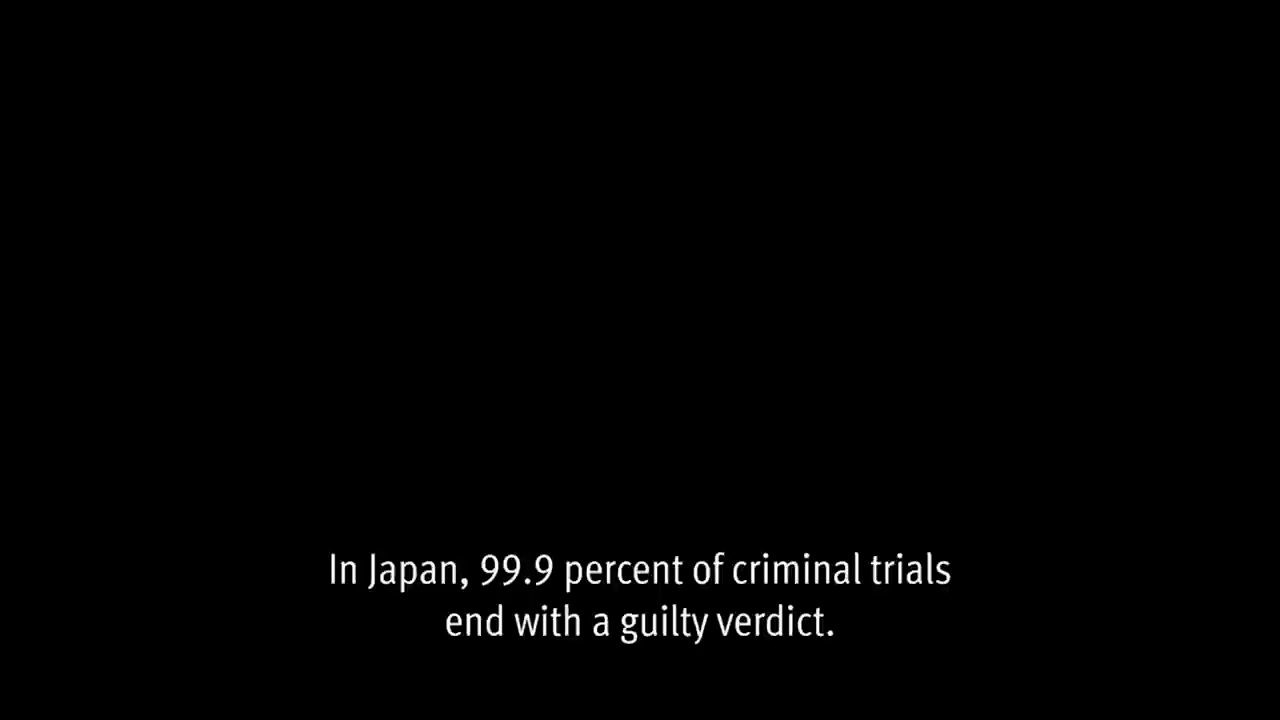 In Japan, 99.9 percent of criminal trials
end with a guilty verdict.